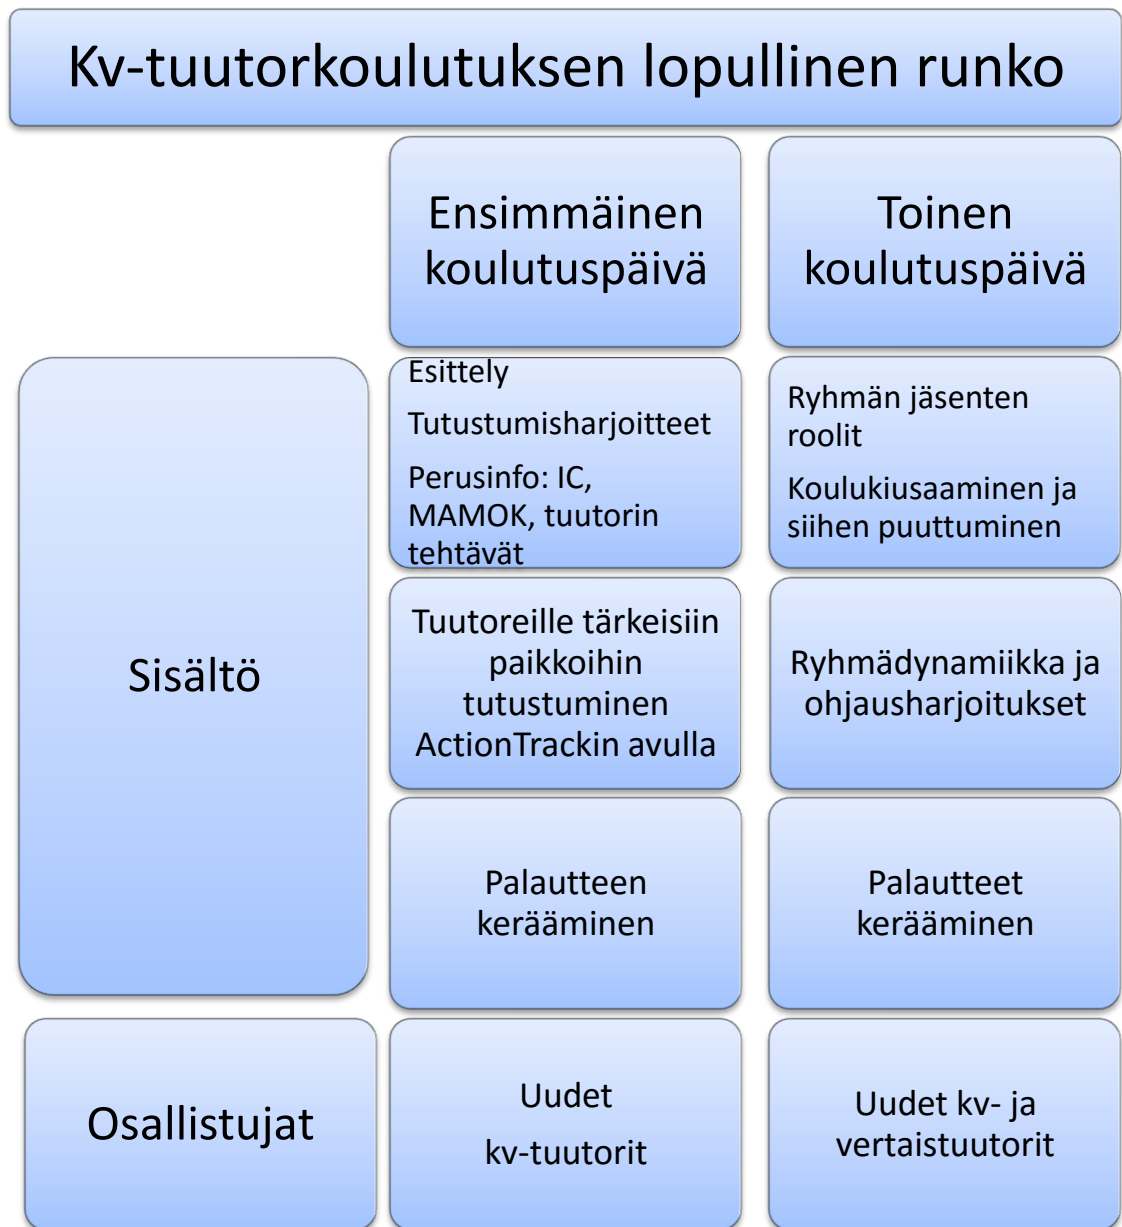 Kv-tuutorkoulutuksen lopullinen runko
Ensimmäinen
koulutuspäivä
Toinen
koulutuspäivä
Sisältö
Esittely
Tutustumisharjoitteet
Perusinfo: IC,
MAMOK, tuutorin
tehtävät
Ryhmän jäsenten
roolit
Koulukiusaaminen ja
siihen puuttuminen
Tuutoreille tärkeisiin
paikkoihin
tutustuminen
ActionTrackin avulla
Ryhmädynamiikka ja
ohjausharjoitukset
Palautteen
kerääminen
Palautteet
kerääminen
Osallistujat
Uudet
kv-tuutorit
Uudet kv- ja
vertaistuutorit